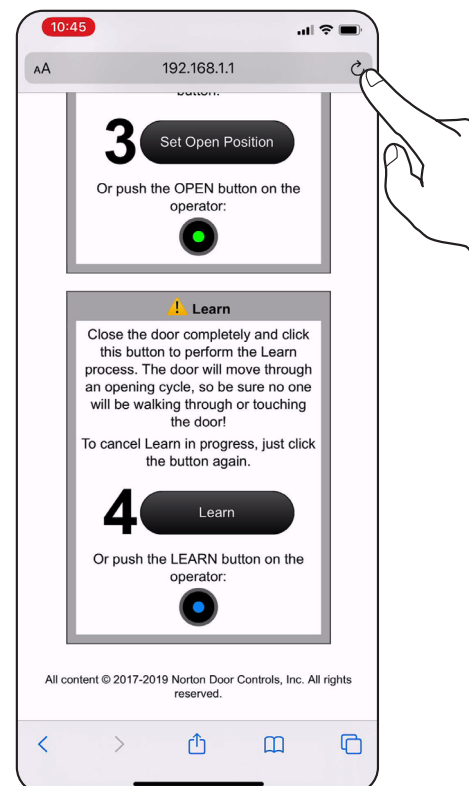 10:45
AA
192.168.1.1
button.
3
Set Open Position
Or push the OPEN button on the
operator:
Learn
Close the door completely and click
this button to perform the Learn
process. The door will move through
an opening cycle, so be sure no one
will be walking through or touching
the door!
To cancel Learn in progress, just click
the button again.
4
Learn
Or push the LEARN button on the
operator:
All content © 2017-2019 Norton Door Controls, Inc. All rights
reserved.